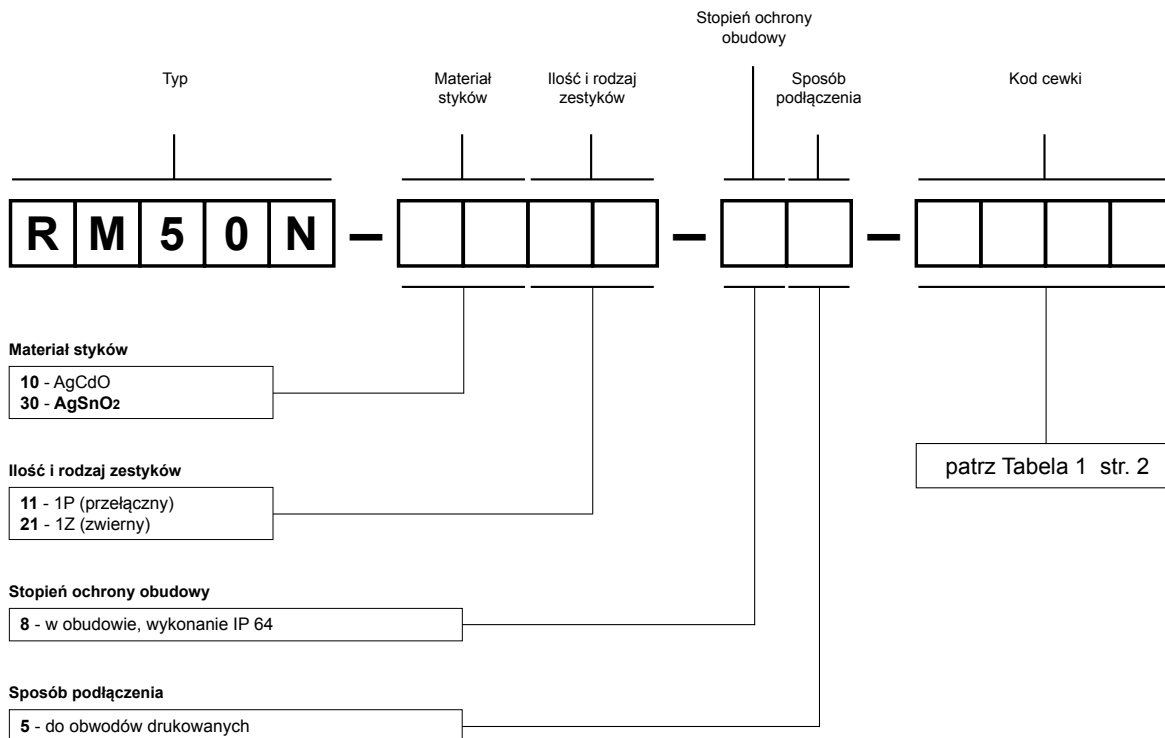 Stopień ochrony
obudowy
Typ
Materiał
styków
Ilość i rodzaj
zestyków
Sposób
podłączenia
Kod cewki
RM50N – –  –
Materiał styków
10 - AgCdO
30 - AgSnO2
Ilość i rodzaj zestyków
11 - 1P (przełączny)
21 - 1Z (zwierny)
patrz Tabela 1 str. 2
Stopień ochrony obudowy
8 - w obudowie, wykonanie IP 64
Sposób podłączenia
5 - do obwodów drukowanych